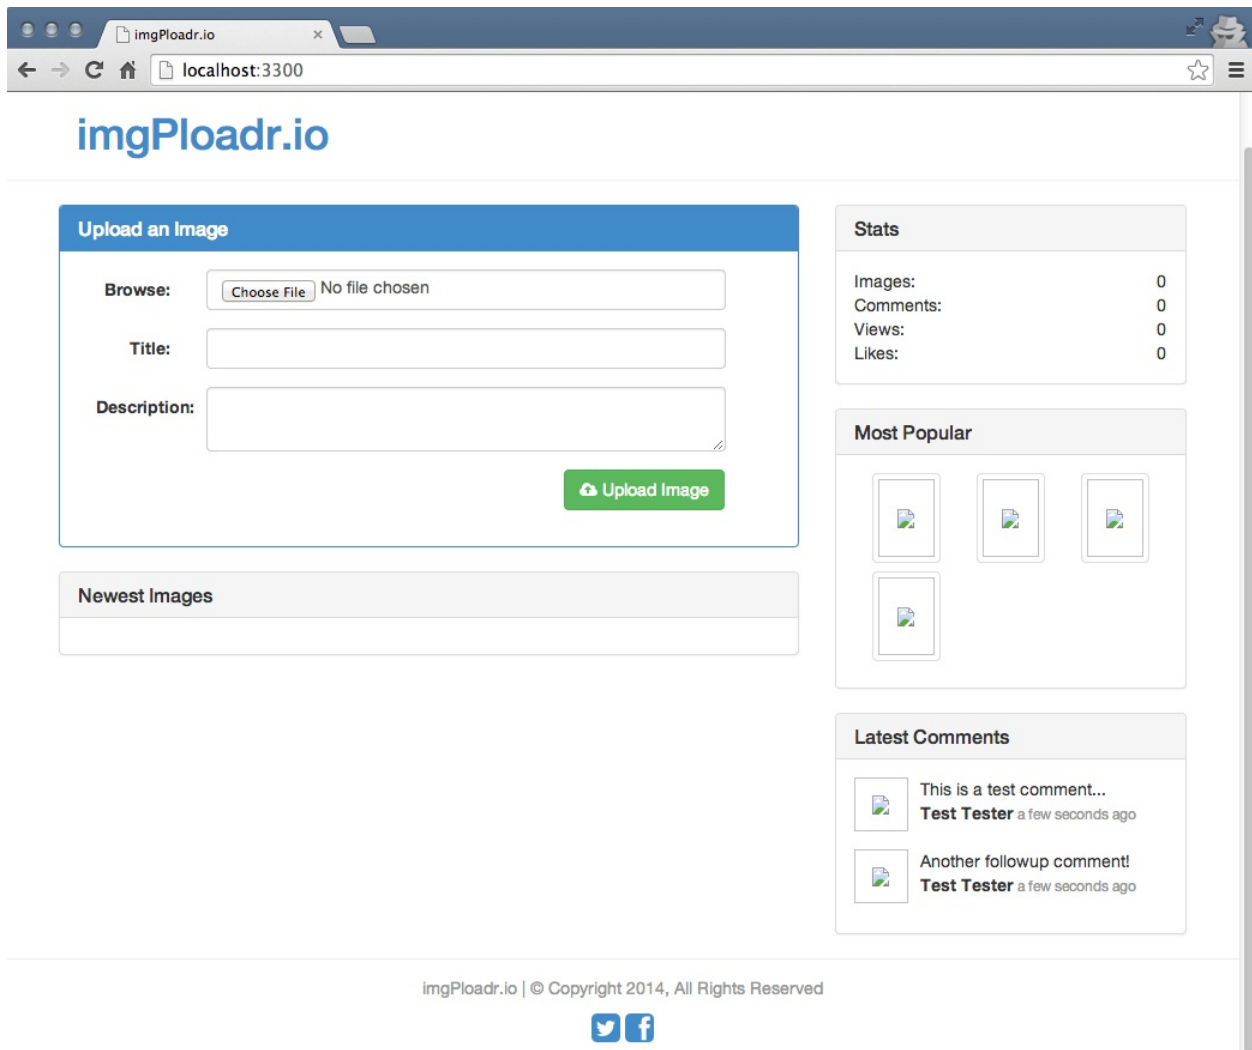 imgPloadr.io
localhost:3300
imgPloadr.io
Upload an Image
Browse: Choose File No file chosen
Title:
Description:
Upload Image
Newest Images
Stats
Images: 0
Comments: 0
Views: 0
Likes: 0
Most Popular
Latest Comments
This is a test comment...
Test Tester a few seconds ago
Another followup comment!
Test Tester a few seconds ago
imgPloadr.io | © Copyright 2014, All Rights Reserved